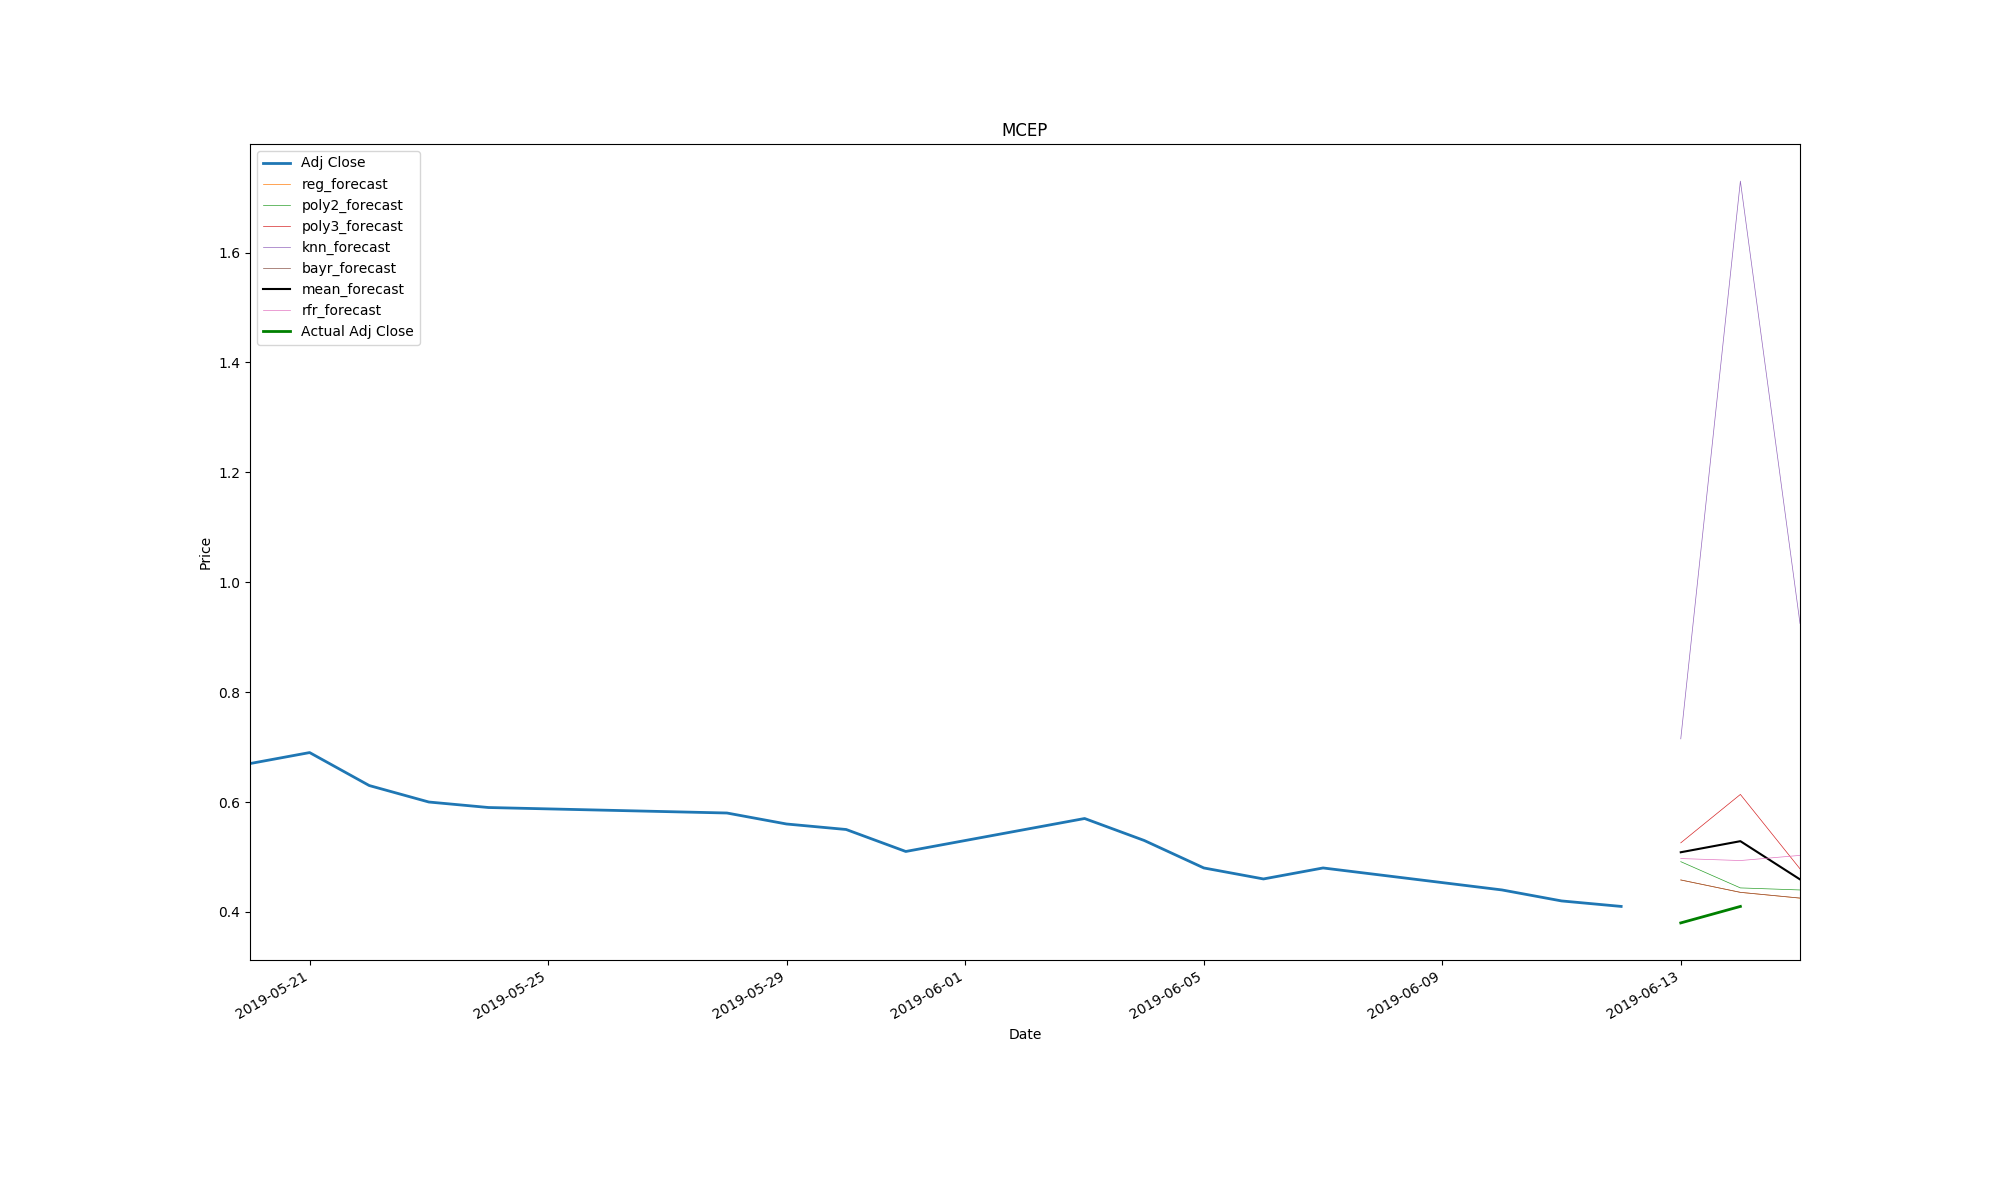 MCEP
Adj Close
reg_forecast
poly2_forecast
poly3_forecast
knn_forecast
bayr_forecast
mean_forecast
rfr_forecast
Actual Adj Close
Price
1.6
1.4
1.2
1.0
0.8
0.6
0.4
2019-05-21
2019-05-25
2019-05-29
2019-06-01
2019-06-05
2019-06-09
2019-06-13
Date